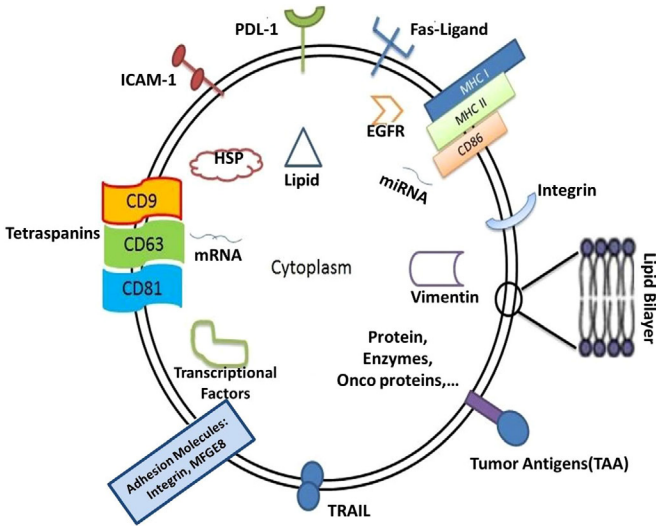 PDL-1
Fas-Ligand
ICAM-1
MHC I
MHC II
CD86
EGFR
HSP
Lipid
miRNA
Integrin
CD9
Tetraspanins
CD63
mRNA
CD81
Cytoplasm
Vimentin
Lipid
Bilayer
Protein,
Enzymes,
Onco proteins,...
Transcriptional
Factors
Adhesion Molecules:
Integrin, MFGE8
Tumor Antigens(TAA)
TRAIL